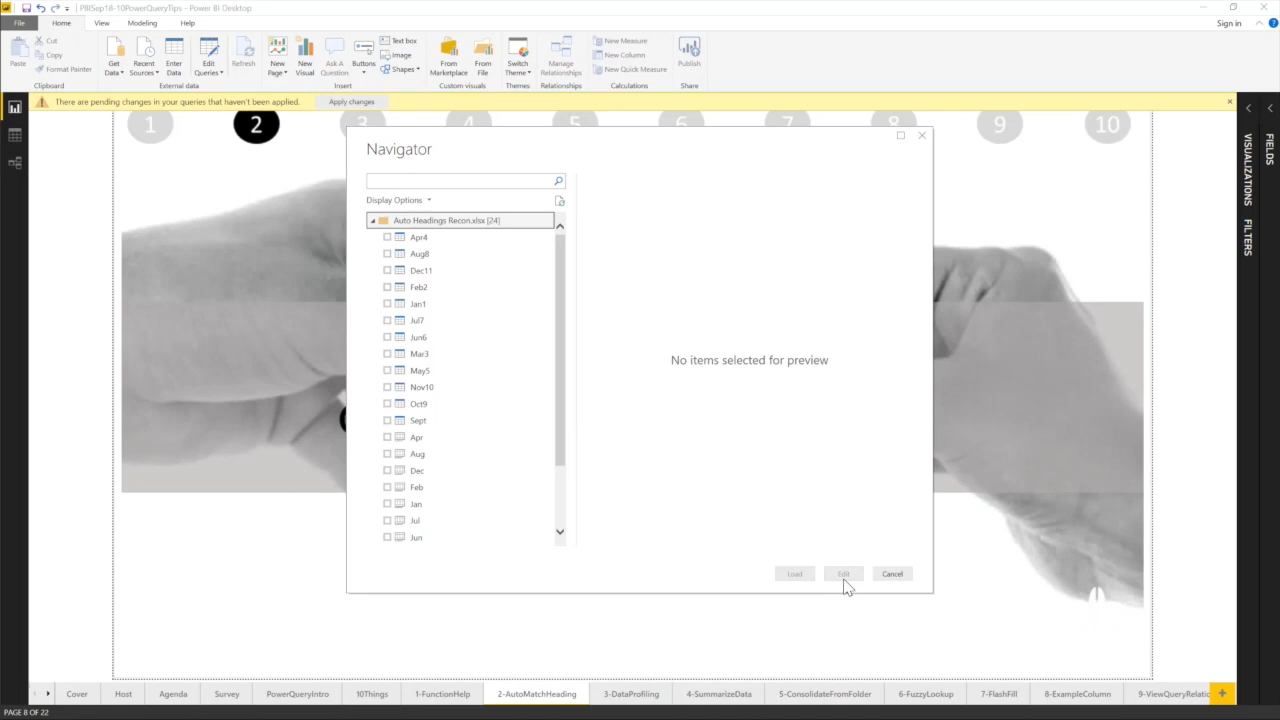 PBISep18-10PowerQueryTips - Power BI Desktop
File Home View Modeling Help Sign in
Paste Cut Copy Format Painter
Get Data Recent Sources Enter Data Edit Queries Refresh
New Page New Visual Ask A Question Buttons Text box Image Shapes
From Marketplace From File Switch Theme Manage Relationships
New Measure New Column New Quick Measure Publish
Clipboard External data Insert Custom visuals Themes Relationships Calculations Share
There are pending changes in your queries that haven't been applied. Apply changes
1 2 3 4 5 6 7 8 9 10
Navigator
Display Options
Auto Headings Recon.xlsx [24]
Apr4
Aug8
Dec11
Feb2
Jan1
Jul7
Jun6
Mar3
May5
Nov10
Oct9
Sept
Apr
Aug
Dec
Feb
Jan
Jul
Jun
No items selected for preview
Load Edit Cancel
VISUALIZATIONS
FILTERS
FIELDS
Cover Host Agenda Survey PowerQueryIntro 10Things 1-FunctionHelp 2-AutoMatchHeading 3-DataProfiling 4-SummarizeData 5-ConsolidateFromFolder 6-FuzzyLookup 7-FlashFill 8-ExampleColumn 9-ViewQueryRelatio
PAGE 8 OF 22